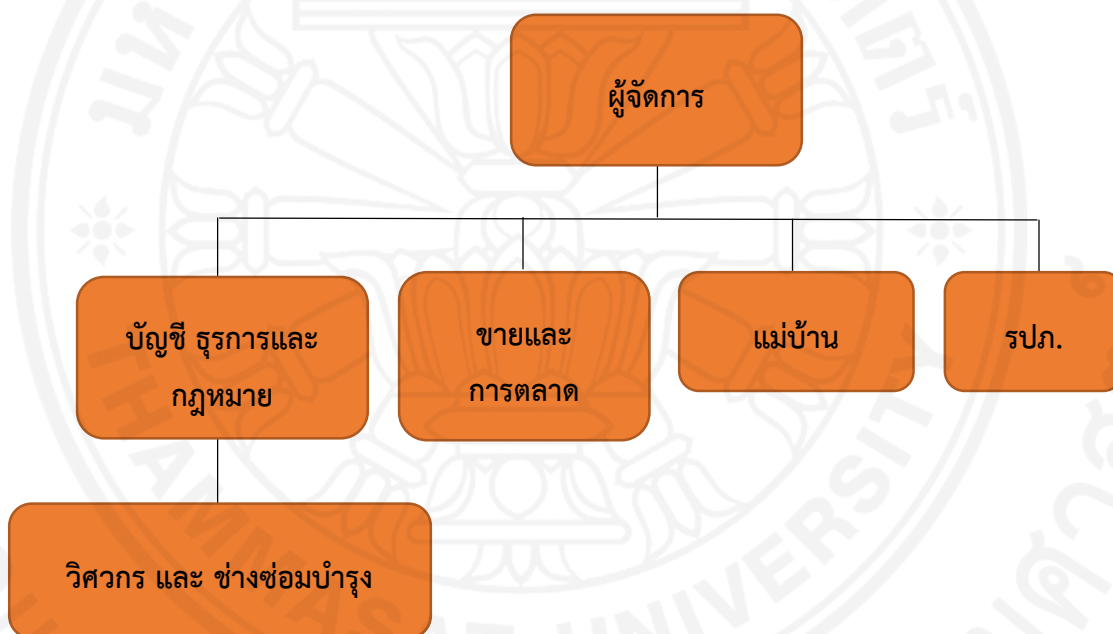 ผู้จัดการ
บัญชี ธุรการและ
กฎหมาย
ขายและ
การตลาด
แม่บ้าน
รปภ.
วิศวกร และ ช่างซ่อมบำรุง
THAMMASAT UNIVERSITY